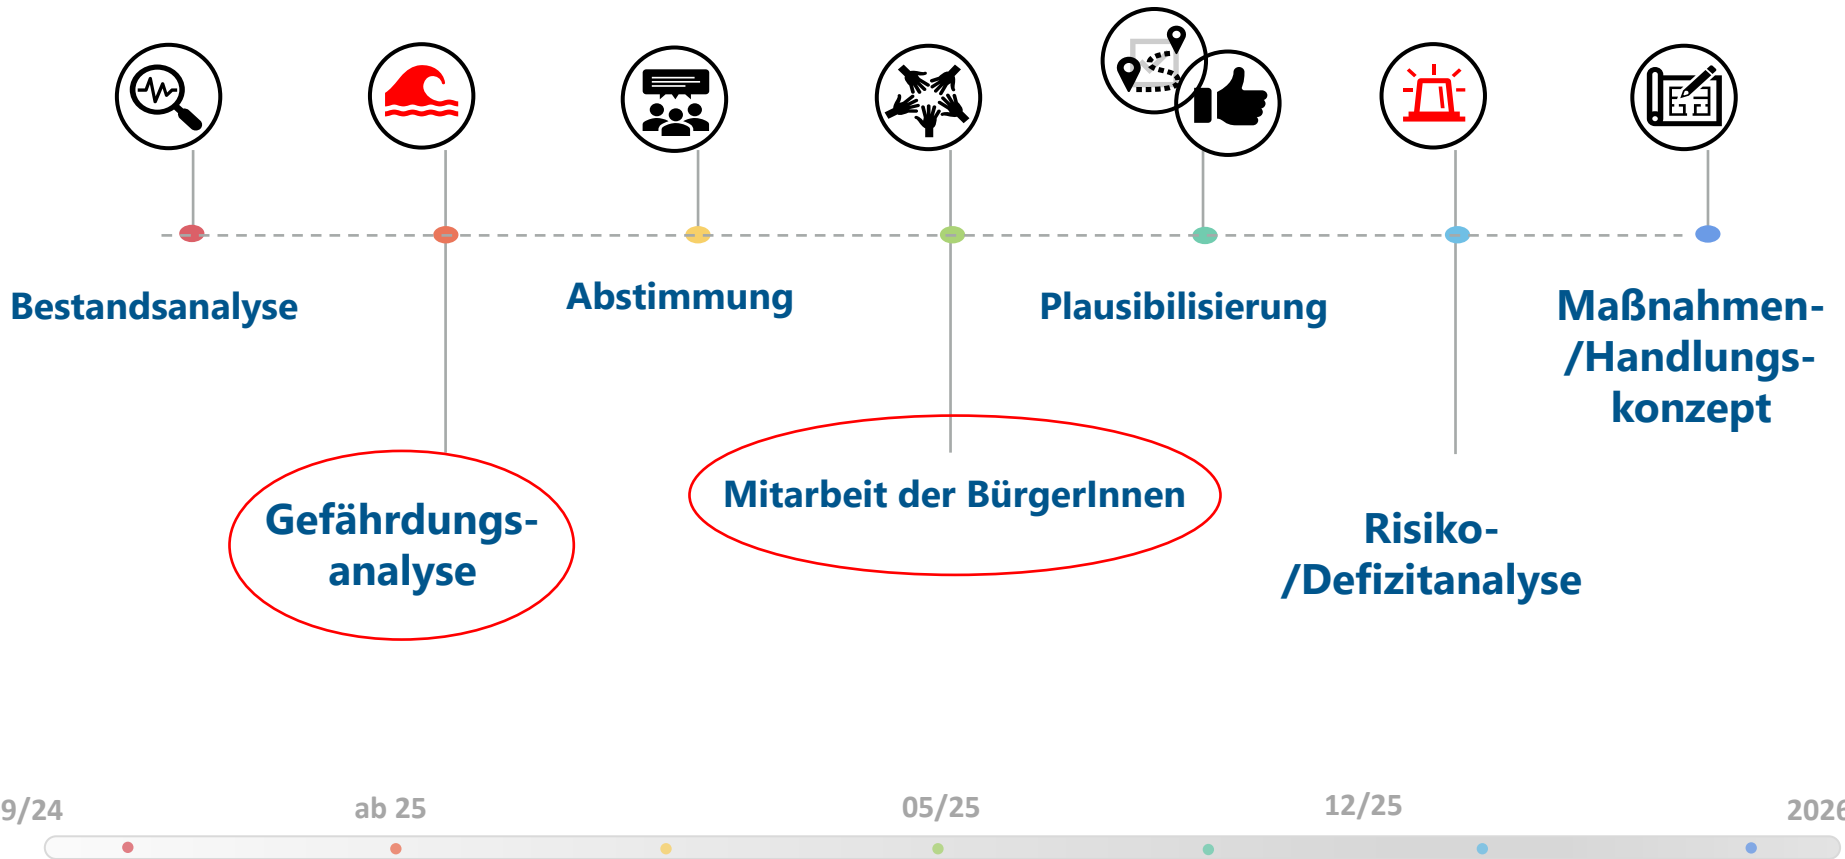 Bestandsanalyse
Gefährdungs-
analyse
Abstimmung
Mitarbeit der BürgerInnen
Plausibilisierung
Risiko-
/Defizitanalyse
Maßnahmen-
/Handlungs-
konzept
9/24
ab 25
05/25
12/25
2026